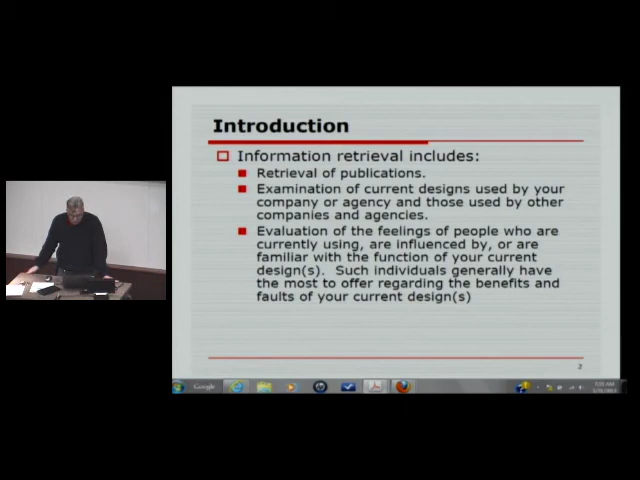 Introduction
Information retrieval includes:
Retrieval of publications.
Examination of current designs used by your
company or agency and those used by other
companies and agencies.
Evaluation of the feelings of people who are
currently using, are influenced by, or are
familiar with the function of your current
design(s). Such individuals generally have
the most to offer regarding the benefits and
faults of your current design(s)
2
Google